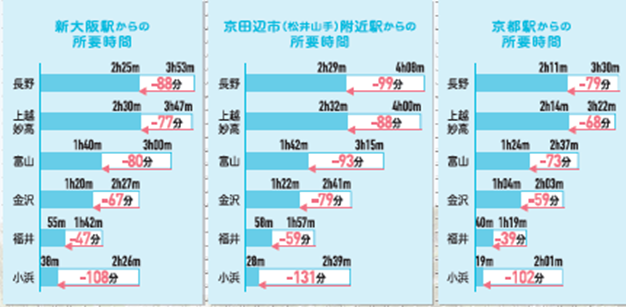 新大阪駅からの
所要時間
2h25m 3h53m
長野 -88分
2h30m 3h47m
上越
妙高 -77分
1h40m 3h00m
富山 -80分
1h20m 2h27m
金沢 -67分
55m 1h42m
福井 -47分
38m 2h26m
小浜 -108分
京田辺市(松井山手)附近駅からの
所要時間
2h29m 4h08m
長野 -99分
2h32m 4h00m
上越
妙高 -88分
1h42m 3h15m
富山 -93分
1h22m 2h41m
金沢 -79分
58m 1h57m
福井 -59分
28m 2h39m
小浜 -131分
京都駅からの
所要時間
2h11m 3h30m
長野 -79分
2h14m 3h22m
上越
妙高 -68分
1h24m 2h37m
富山 -73分
1h04m 2h03m
金沢 -59分
40m 1h19m
福井 -39分
19m 2h01m
小浜 -102分